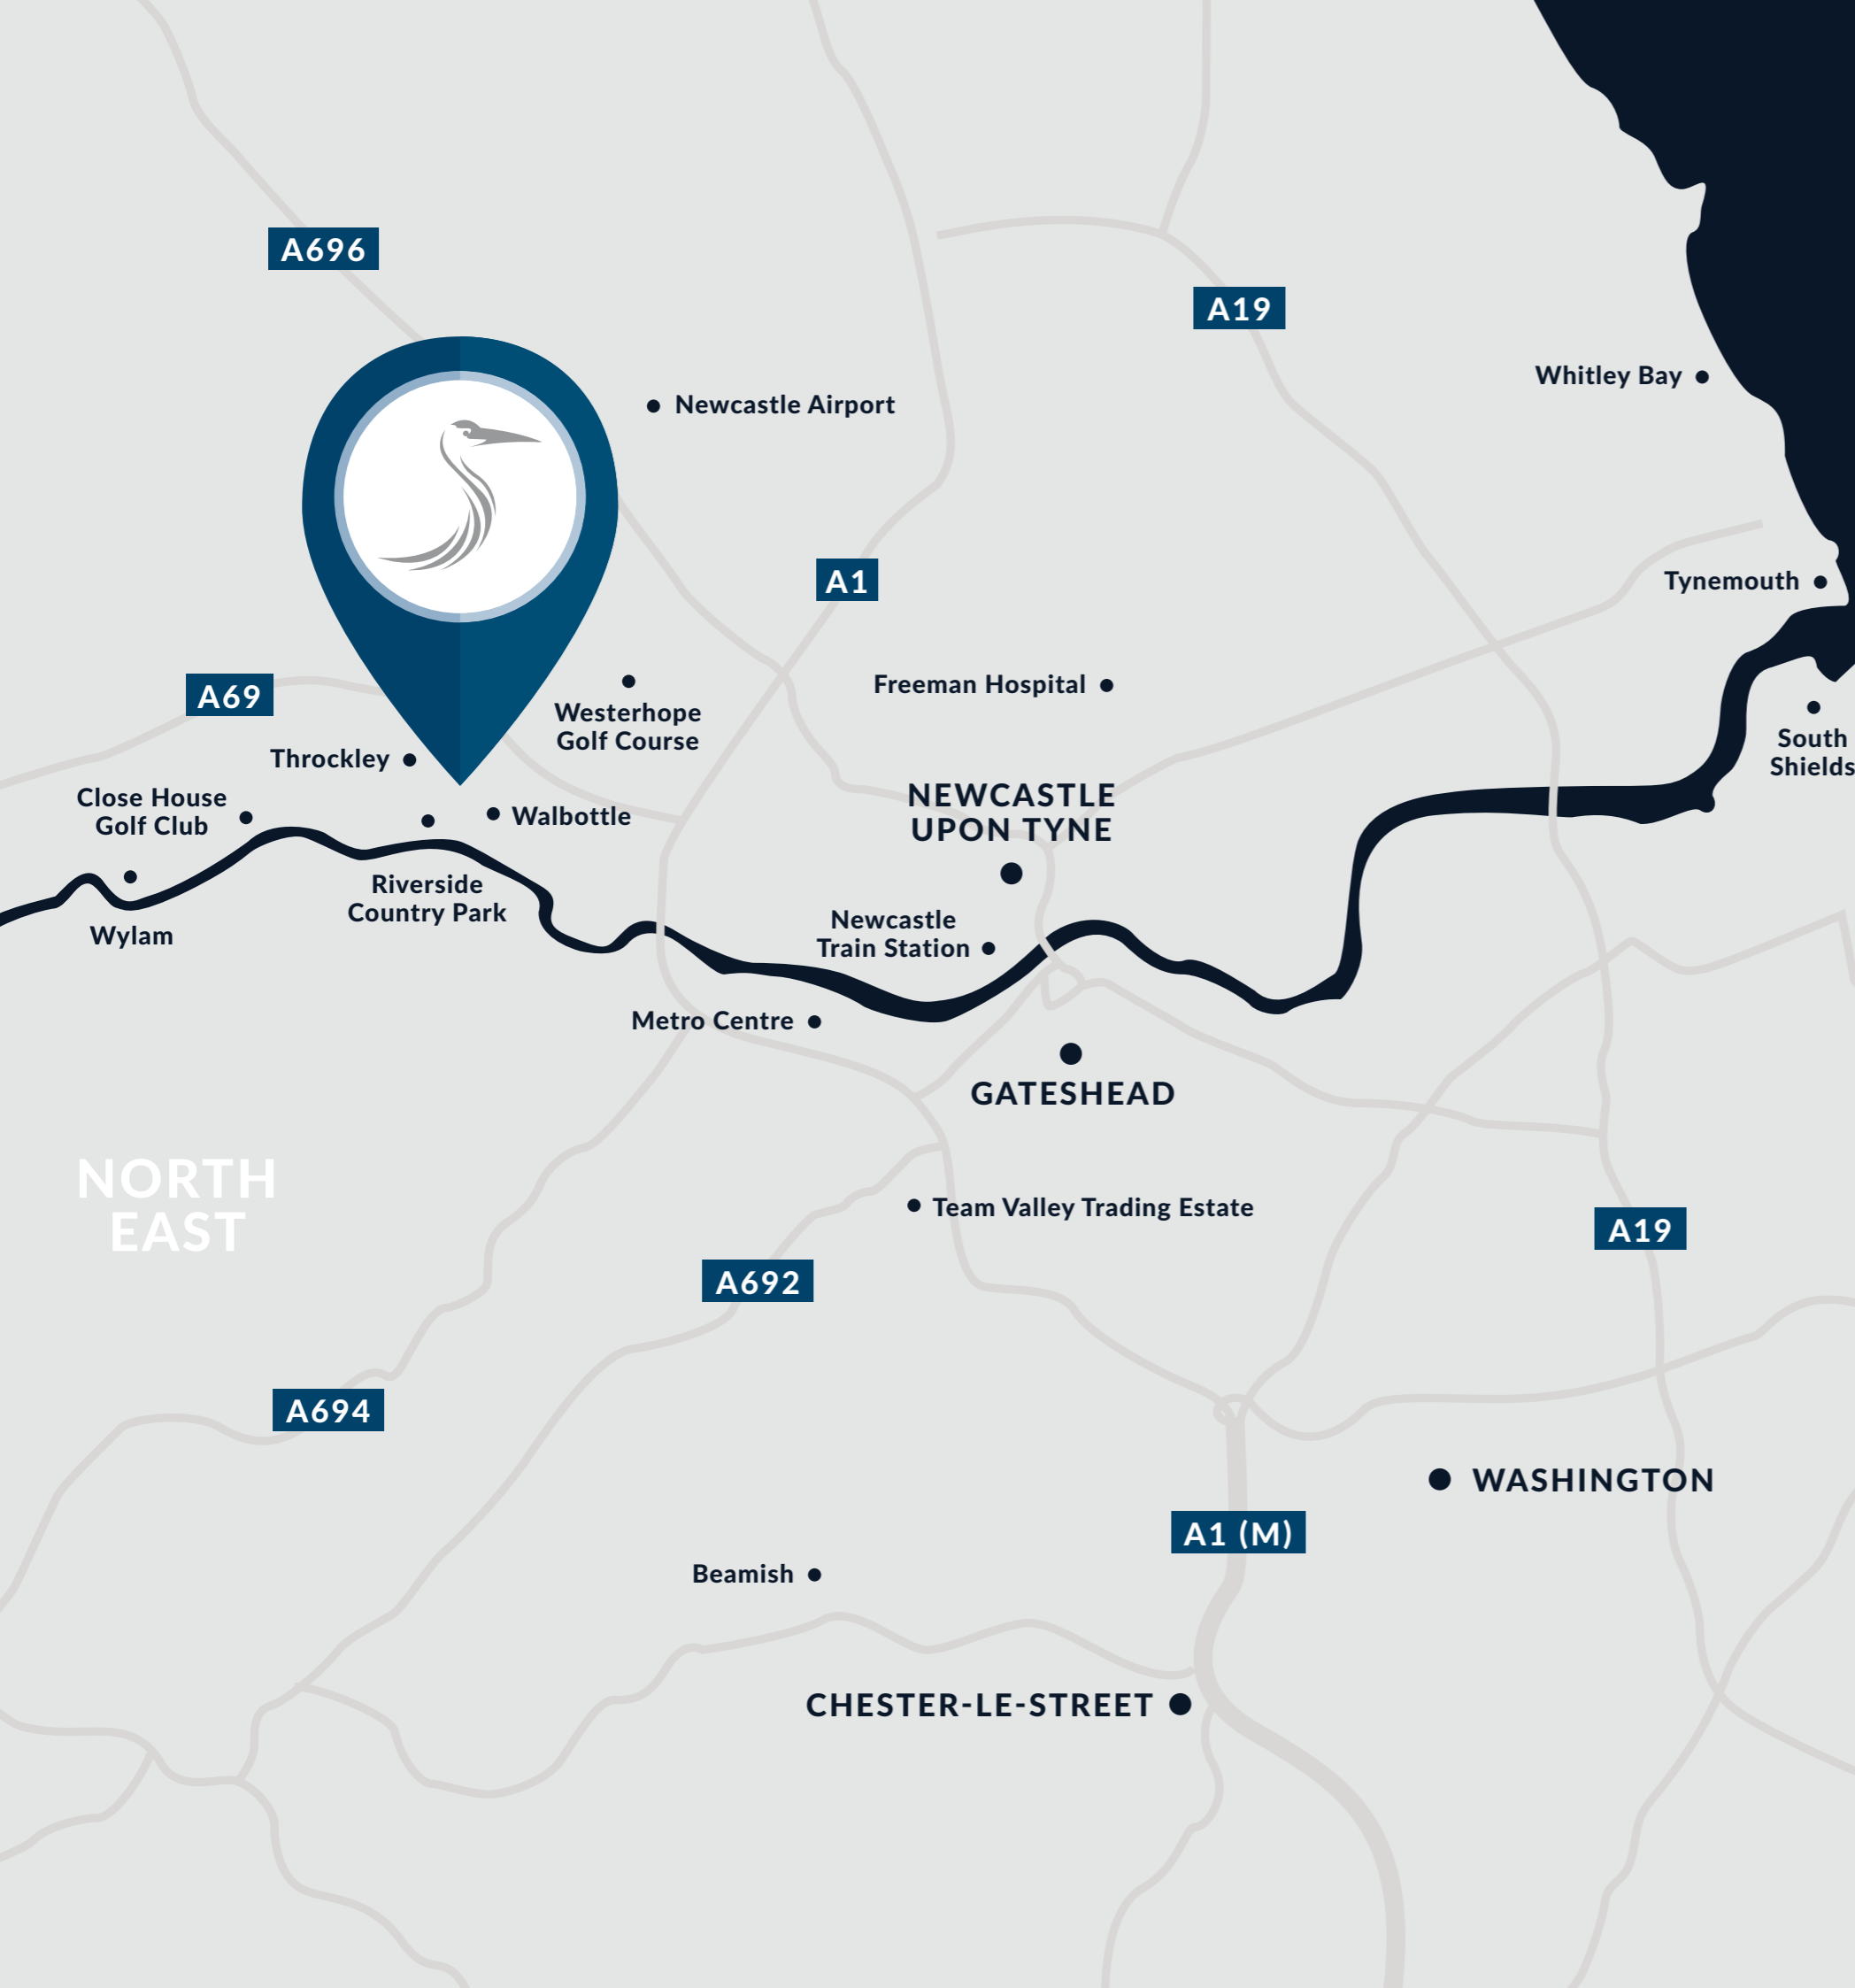 A696
A19
Whitley Bay
Newcastle Airport
A1
Tynemouth
A69
Westerhope
Golf Course
Freeman Hospital
South
Shields
Throckley
Close House
Golf Club
Walbottle
NEWCASTLE
UPON TYNE
Riverside
Country Park
Wylam
Newcastle
Train Station
Metro Centre
GATESHEAD
NORTH
EAST
Team Valley Trading Estate
A19
A692
A694
WASHINGTON
A1 (M)
Beamish
CHESTER-LE-STREET